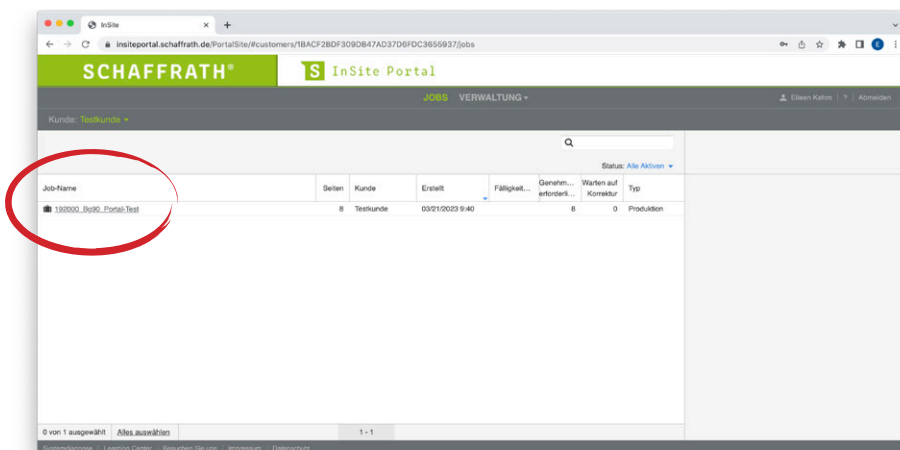 InSite
insiteportal.schaffrath.de/PortalSite/#customers/1BACF2BDF309DB47AD37D6FDC3655937/jobs
E
SCHAFFRATH®
S InSite Portal
JOBS VERWALTUNG
Eileen Kahm | ? | Abmelden
Kunde: Testkunde
Status: Alle Aktiven
Job-Name Seiten Kunde Erstellt Fälligkeit... Genehm... erforderli... Warten auf Korrektur Typ
192000_Bg90_Portal-Test 8 Testkunde 03/21/2023 9:40 8 0 Produktion
0 von 1 ausgewählt Alles auswählen 1 - 1
Systemdiagnose | Learning Center | Besuchen Sie uns | Impressum | Datenschutz